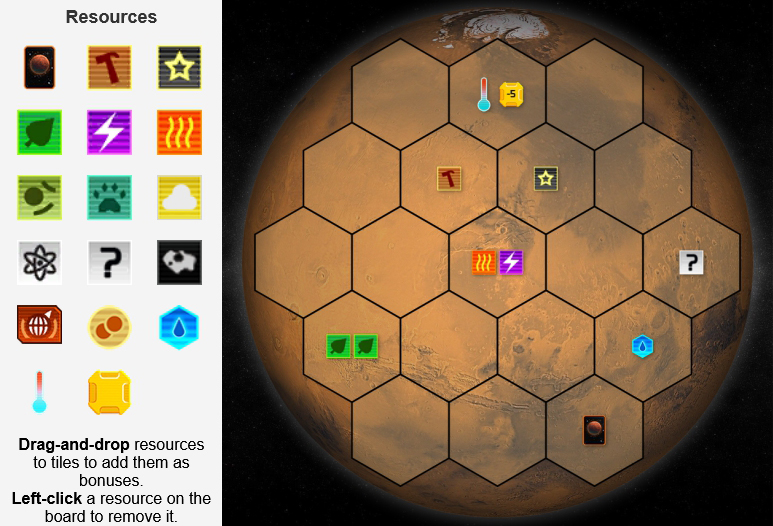 Resources
-5
?
?
Drag-and-drop resources
to tiles to add them as
bonuses.
Left-click a resource on the
board to remove it.